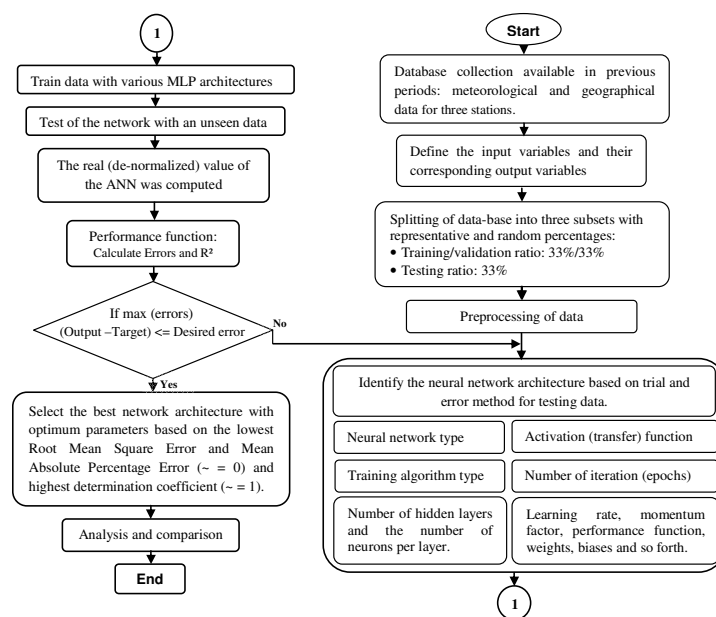 1
Train data with various MLP architectures
Test of the network with an unseen data
The real (de-normalized) value of
the ANN was computed
Performance function:
Calculate Errors and R²
If max (errors)
(Output –Target) <= Desired error
No
Yes
Select the best network architecture with
optimum parameters based on the lowest
Root Mean Square Error and Mean
Absolute Percentage Error (~ = 0) and
highest determination coefficient (~ = 1).
Analysis and comparison
End
Start
Database collection available in previous
periods: meteorological and geographical
data for three stations.
Define the input variables and their
corresponding output variables
Splitting of data-base into three subsets with
representative and random percentages:
• Training/validation ratio: 33%/33%
• Testing ratio: 33%
Preprocessing of data
Identify the neural network architecture based on trial and
error method for testing data.
Neural network type
Activation (transfer) function
Training algorithm type
Number of iteration (epochs)
Number of hidden layers
and the number of
neurons per layer.
Learning rate, momentum
factor, performance function,
weights, biases and so forth.
1